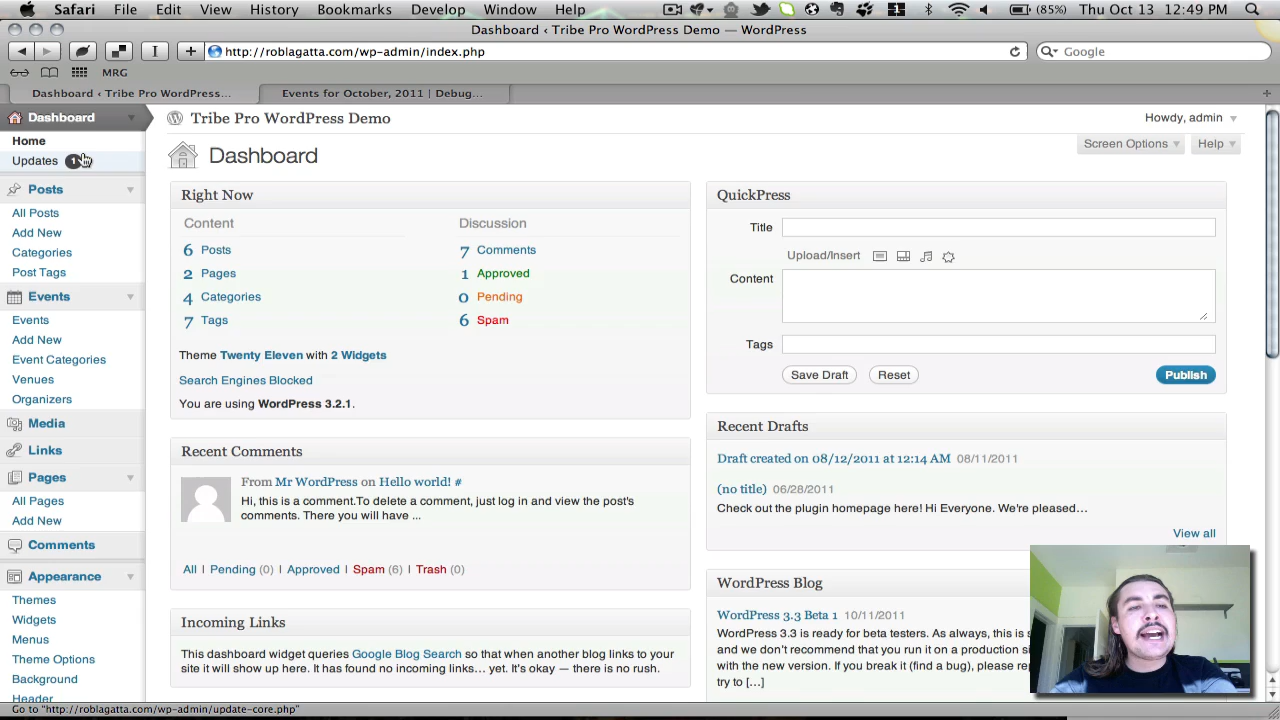 Safari File Edit View History Bookmarks Develop Window Help (85%) Thu Oct 13 12:49 PM
Dashboard ‹ Tribe Pro WordPress Demo — WordPress
http://roblagatta.com/wp-admin/index.php
Google
MRG
Dashboard ‹ Tribe Pro WordPress...
Events for October, 2011 | Debug...
Dashboard
Home
Updates 1
Posts
All Posts
Add New
Categories
Post Tags
Events
Events
Add New
Event Categories
Venues
Organizers
Media
Links
Pages
All Pages
Add New
Comments
Appearance
Themes
Widgets
Menus
Theme Options
Background
Header
Tribe Pro WordPress Demo
Howdy, admin
Dashboard
Screen Options
Help
Right Now
Content
6 Posts
2 Pages
4 Categories
7 Tags
Discussion
7 Comments
1 Approved
0 Pending
6 Spam
Theme Twenty Eleven with 2 Widgets
Search Engines Blocked
You are using WordPress 3.2.1.
Recent Comments
From Mr WordPress on Hello world! #
Hi, this is a comment.To delete a comment, just log in and view the post's
comments. There you will have ...
All | Pending (0) | Approved | Spam (6) | Trash (0)
Incoming Links
This dashboard widget queries Google Blog Search so that when another blog links to your
site it will show up here. It has found no incoming links… yet. It's okay — there is no rush.
QuickPress
Title
Upload/Insert
Content
Tags
Save Draft
Reset
Publish
Recent Drafts
Draft created on 08/12/2011 at 12:14 AM 08/11/2011
(no title) 06/28/2011
Check out the plugin homepage here! Hi Everyone. We're pleased…
View all
WordPress Blog
WordPress 3.3 Beta 1 10/11/2011
WordPress 3.3 is ready for beta testers. As always, this is
and we don't recommend that you run it on a production
with the new version. If you break it (find a bug), please
try to […]
Go to "http://roblagatta.com/wp-admin/update-core.php"